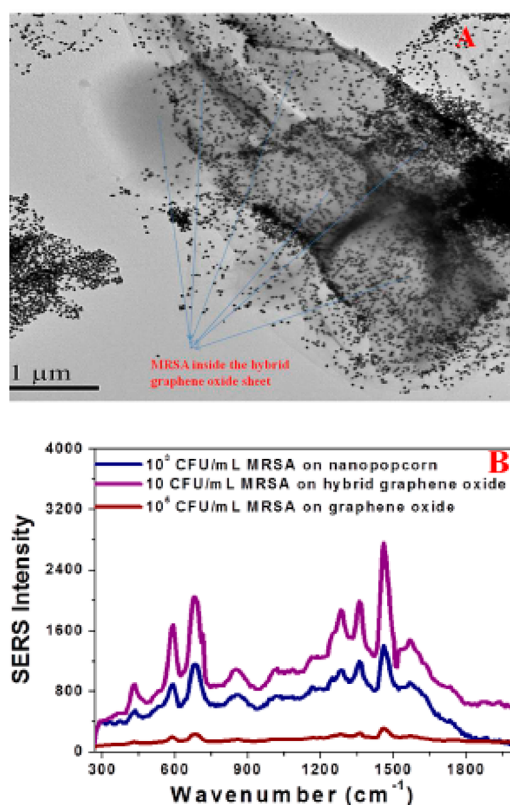 A
MRSA inside the hybrid
graphene oxide sheet
1 µm
B
10⁵ CFU/mL MRSA on nanopopcorn
10 CFU/mL MRSA on hybrid graphene oxide
10⁶ CFU/mL MRSA on graphene oxide
4000
3200
2400
1600
800
0
SERS Intensity
300 600 900 1200 1500 1800
Wavenumber (cm⁻¹)